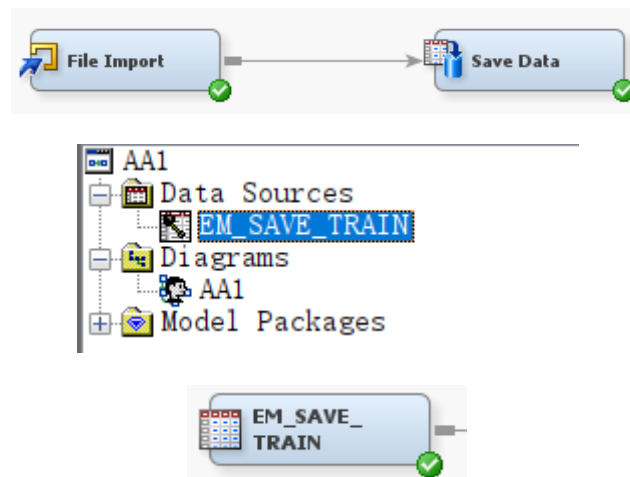 File Import
Save Data
AA1
Data Sources
EM_SAVE_TRAIN
Diagrams
AA1
Model Packages
EM_SAVE_
TRAIN